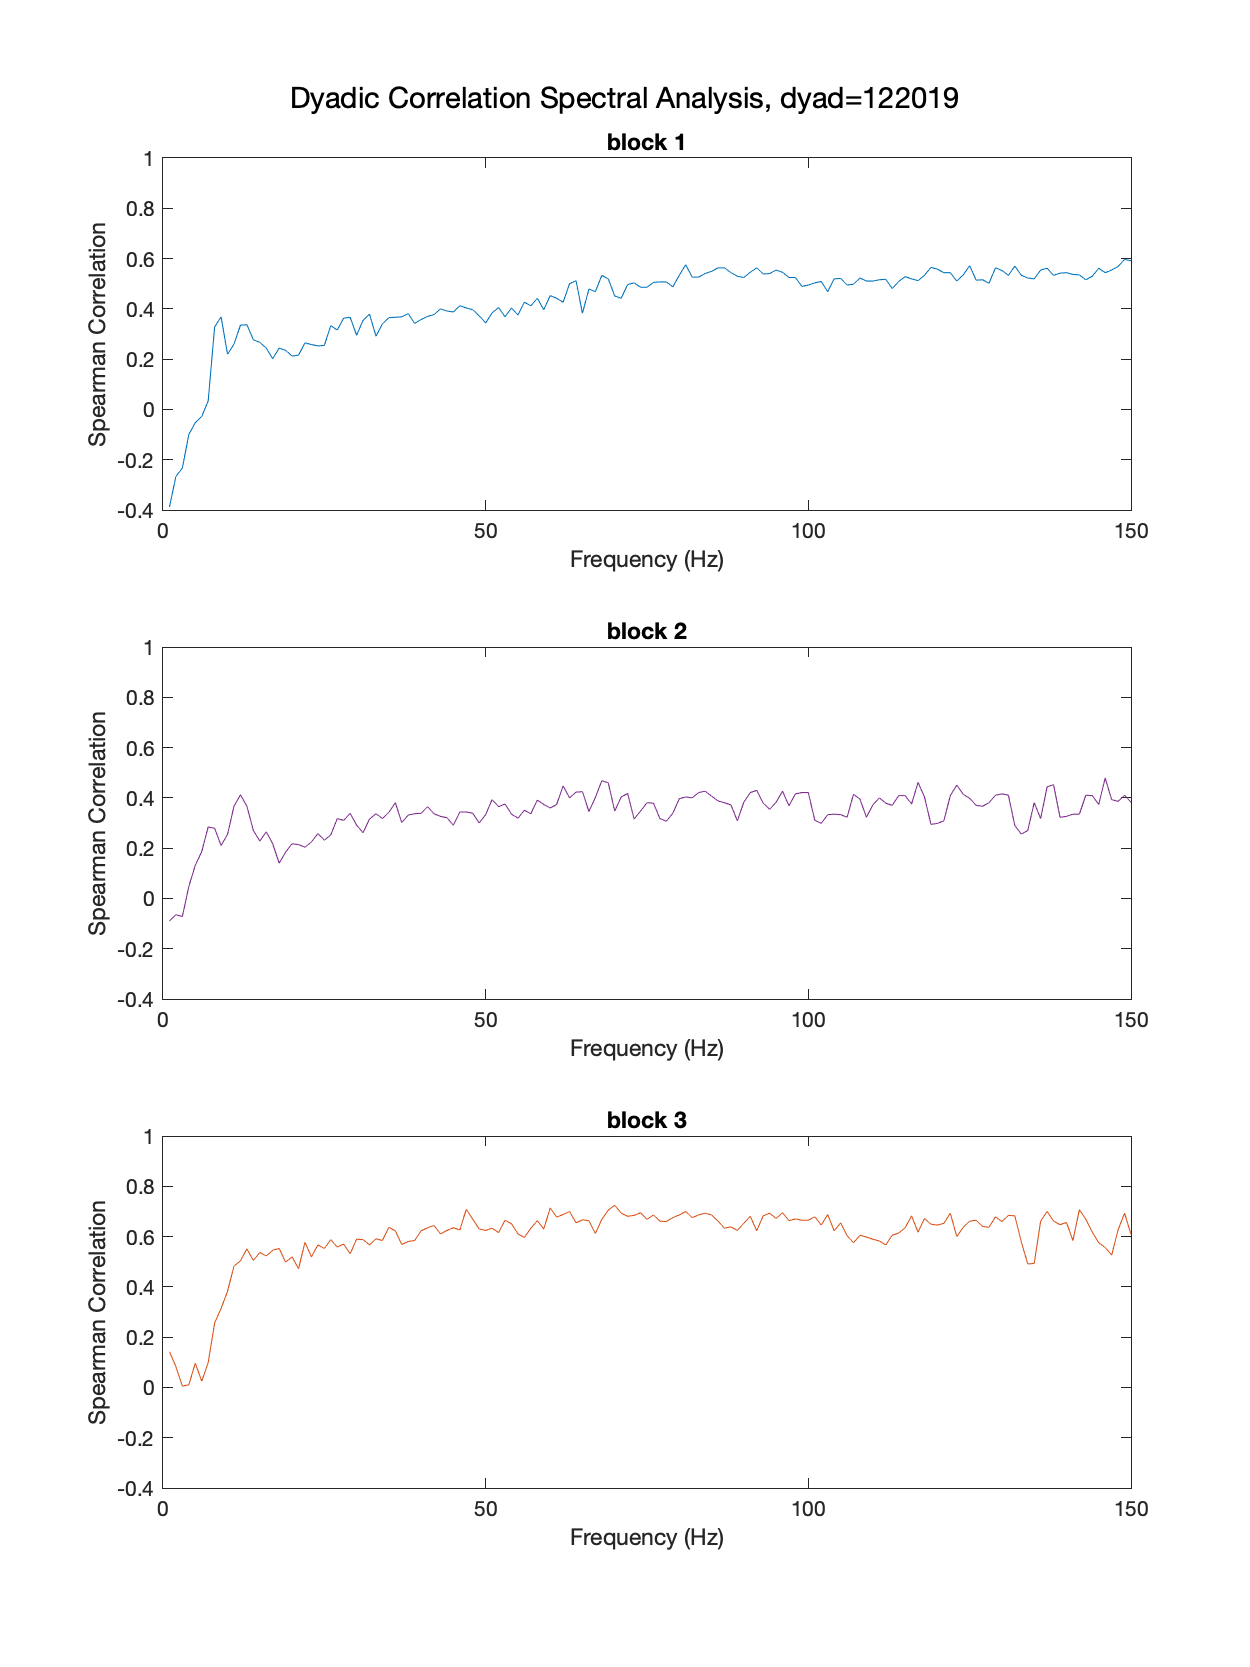 Dyadic Correlation Spectral Analysis, dyad=122019
block 1
1
0.8
0.6
0.4
0.2
0
-0.2
-0.4
Spearman Correlation
0 50 100 150
Frequency (Hz)
block 2
1
0.8
0.6
0.4
0.2
0
-0.2
-0.4
Spearman Correlation
0 50 100 150
Frequency (Hz)
block 3
1
0.8
0.6
0.4
0.2
0
-0.2
-0.4
Spearman Correlation
0 50 100 150
Frequency (Hz)